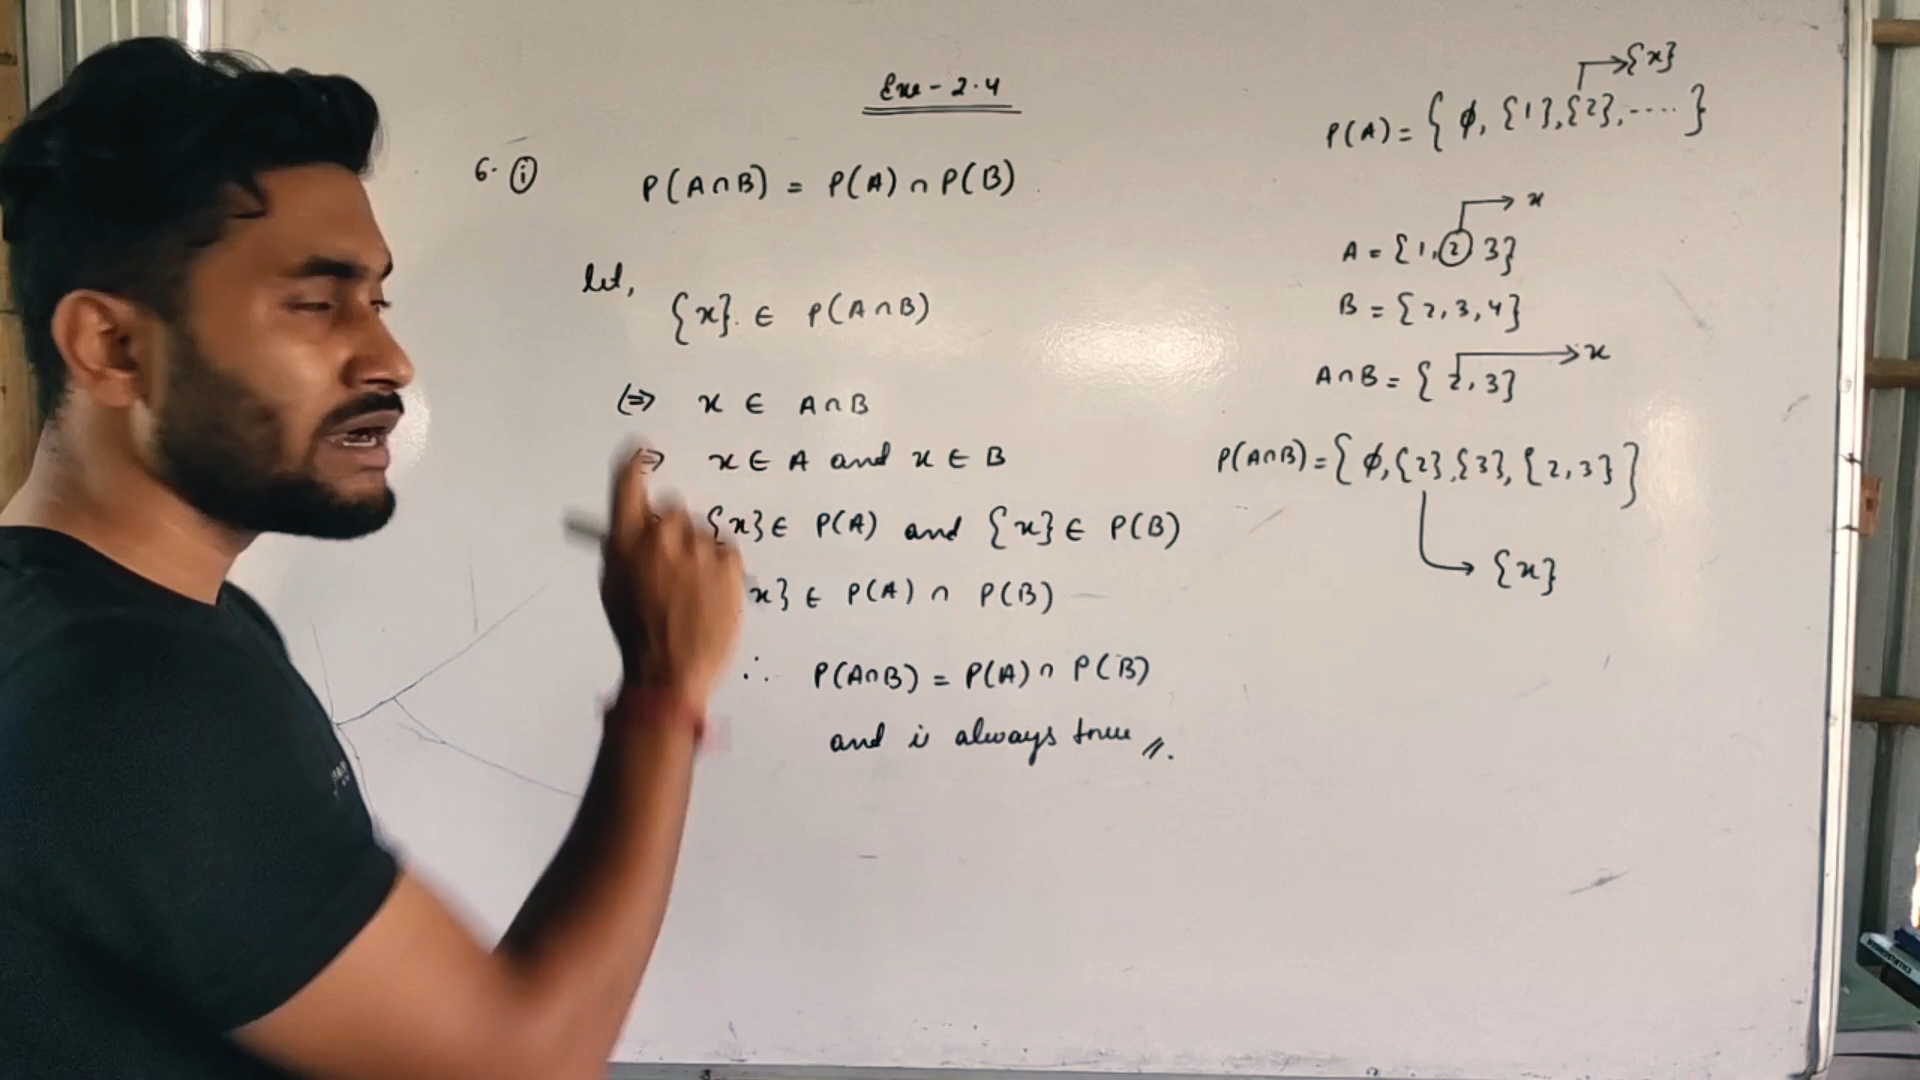 Exe - 2.4
6. (i) P(A∩B) = P(A) ∩ P(B)
let,
{x} ∈ P(A∩B)
⇔ x ∈ A∩B
⇔ x ∈ A and x ∈ B
{x} ∈ P(A) and {x} ∈ P(B)
x} ∈ P(A) ∩ P(B)
∴ P(A∩B) = P(A) ∩ P(B)
and is always true //.
→ {x}
P(A) = { ϕ, {1}, {2}, ---- }
→ x
A = {1, 2 3}
B = {2, 3, 4}
→ x
A∩B = {2, 3}
P(A∩B) = { ϕ, {2}, {3}, {2, 3} }
→ {x}